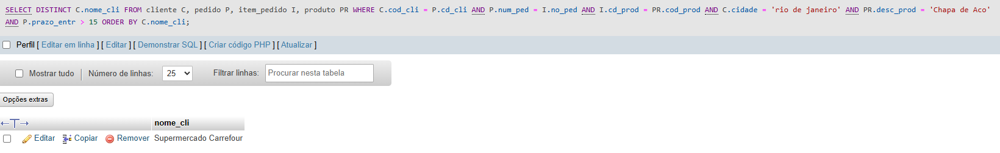 SELECT DISTINCT C.nome_cli FROM cliente C, pedido P, item_pedido I, produto PR WHERE C.cod_cli = P.cd_cli AND P.num_ped = I.no_ped AND I.cd_prod = PR.cod_prod AND C.cidade = 'rio de janeiro' AND PR.desc_prod = 'Chapa de Aco'
AND P.prazo_entr > 15 ORDER BY C.nome_cli;
Perfil [ Editar em linha ] [ Editar ] [ Demonstrar SQL ] [ Criar código PHP ] [ Atualizar ]
Mostrar tudo | Número de linhas: 25 Filtrar linhas: Procurar nesta tabela
Opções extras
←T→ nome_cli
Editar Copiar Remover Supermercado Carrefour